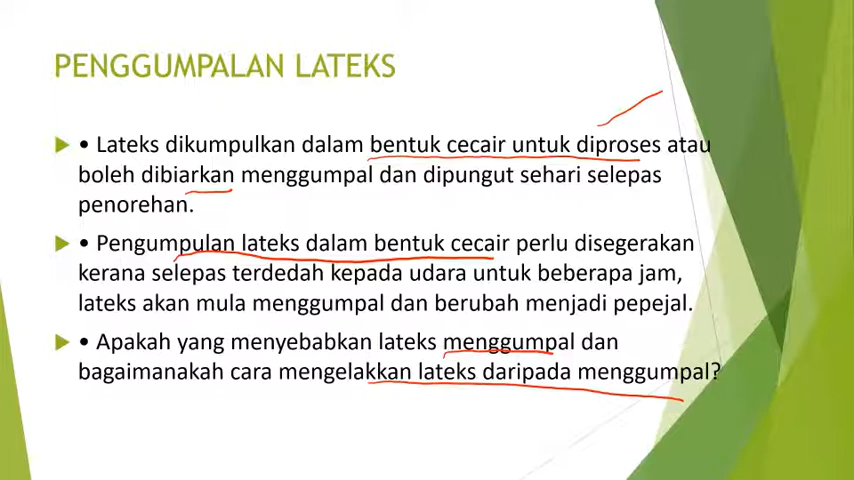 PENGGUMPALAN LATEKS
• Lateks dikumpulkan dalam bentuk cecair untuk diproses atau
boleh dibiarkan menggumpal dan dipungut sehari selepas
penorehan.
• Pengumpulan lateks dalam bentuk cecair perlu disegerakan
kerana selepas terdedah kepada udara untuk beberapa jam,
lateks akan mula menggumpal dan berubah menjadi pepejal.
• Apakah yang menyebabkan lateks menggumpal dan
bagaimanakah cara mengelakkan lateks daripada menggumpal?